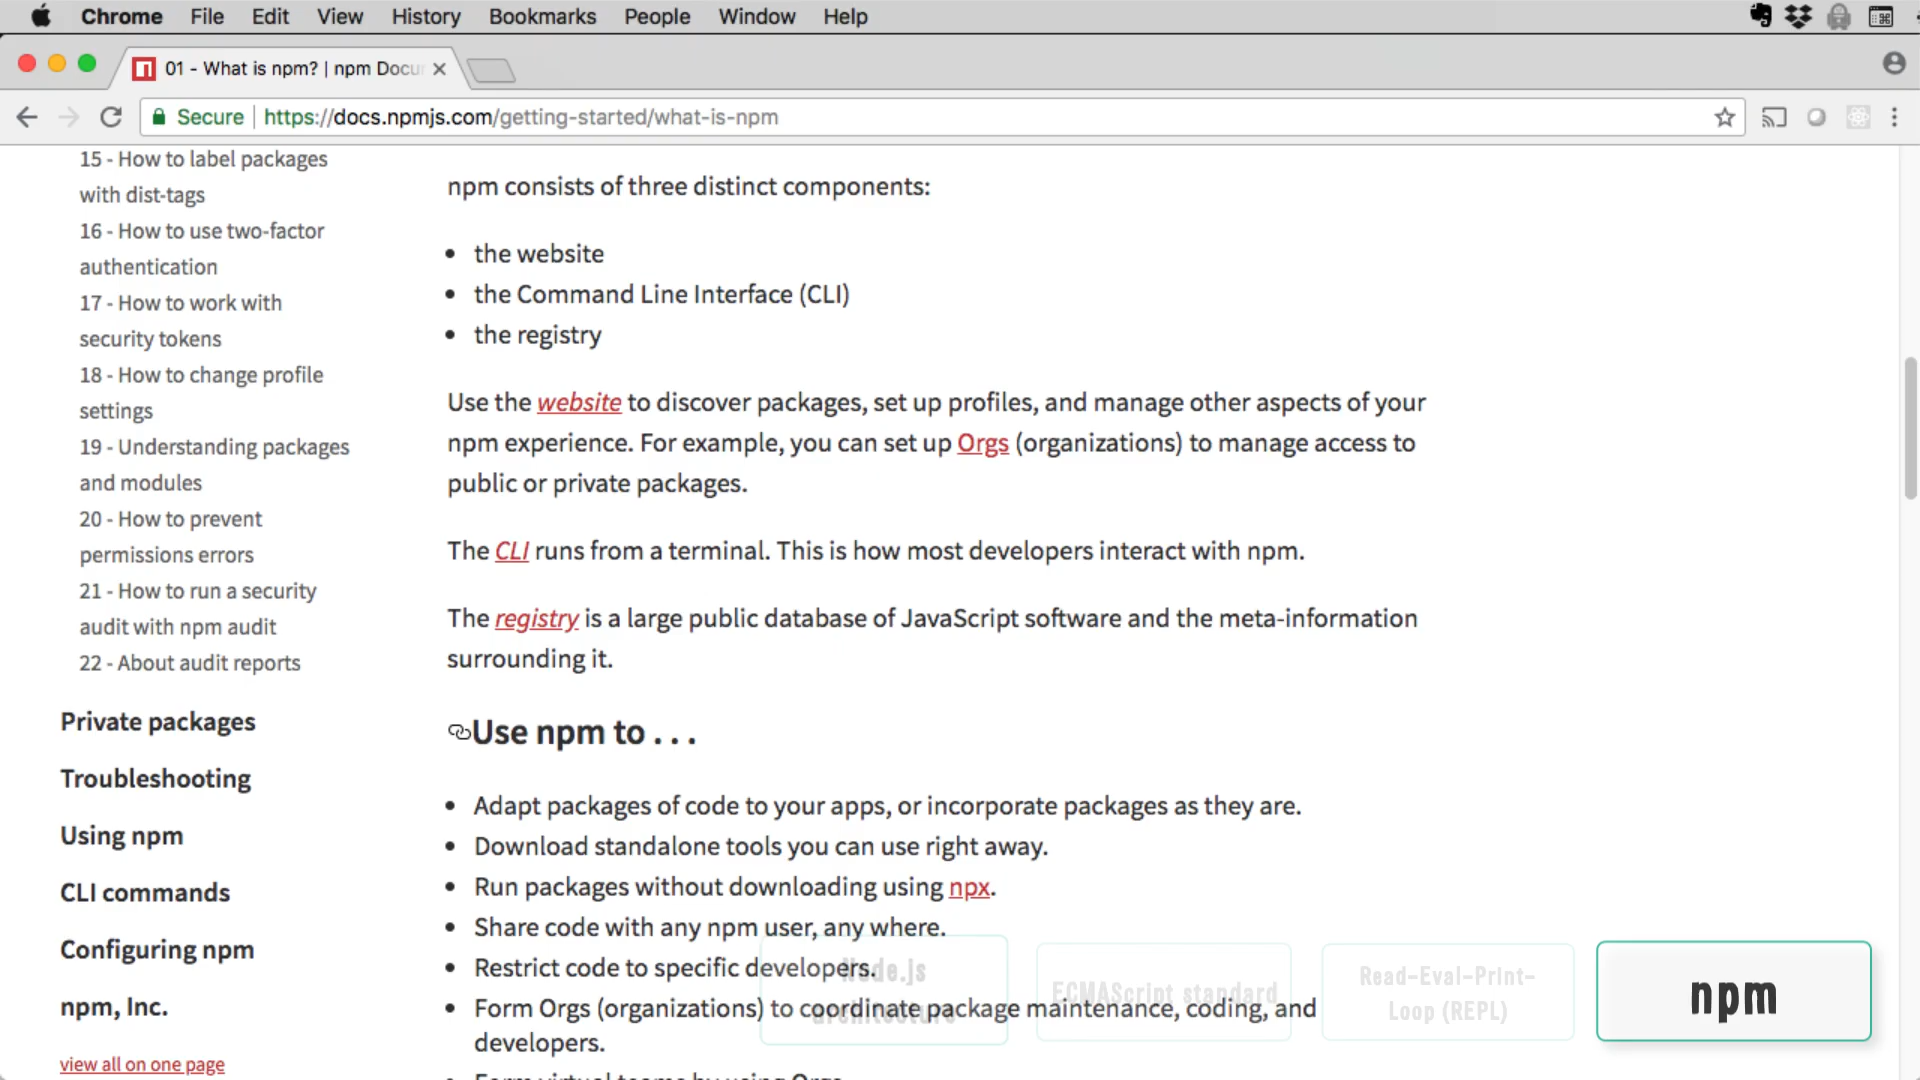 Chrome File Edit View History Bookmarks People Window Help
01 - What is npm? | npm Docu
Secure https://docs.npmjs.com/getting-started/what-is-npm
15 - How to label packages
with dist-tags
16 - How to use two-factor
authentication
17 - How to work with
security tokens
18 - How to change profile
settings
19 - Understanding packages
and modules
20 - How to prevent
permissions errors
21 - How to run a security
audit with npm audit
22 - About audit reports
Private packages
Troubleshooting
Using npm
CLI commands
Configuring npm
npm, Inc.
view all on one page
npm consists of three distinct components:
• the website
• the Command Line Interface (CLI)
• the registry
Use the website to discover packages, set up profiles, and manage other aspects of your
npm experience. For example, you can set up Orgs (organizations) to manage access to
public or private packages.
The CLI runs from a terminal. This is how most developers interact with npm.
The registry is a large public database of JavaScript software and the meta-information
surrounding it.
Use npm to . . .
• Adapt packages of code to your apps, or incorporate packages as they are.
• Download standalone tools you can use right away.
• Run packages without downloading using npx.
• Share code with any npm user, any where.
• Restrict code to specific developers.
• Form Orgs (organizations) to coordinate package maintenance, coding, and
developers.
• Form virtual teams by using Orgs.
Node.js
architecture
ECMAScript standard
Read-Eval-Print-
Loop (REPL)
npm